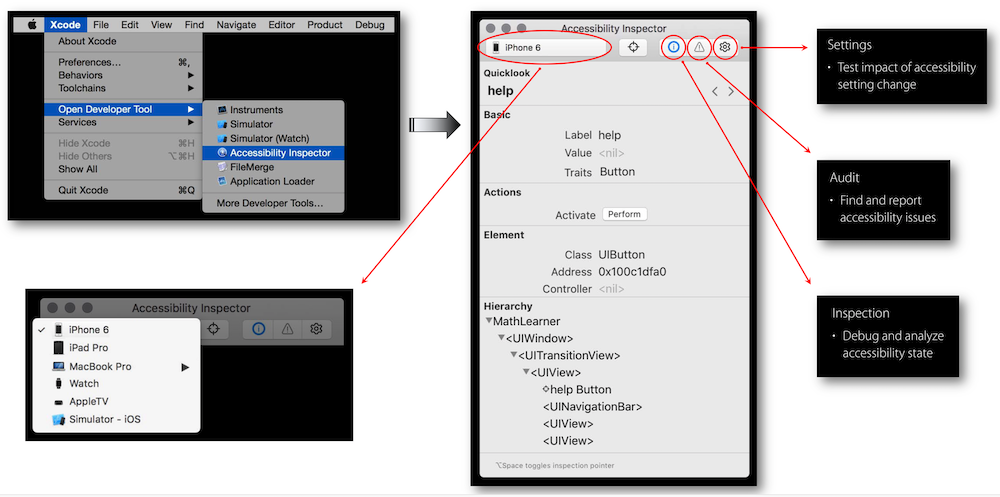 Xcode File Edit View Find Navigate Editor Product Debug
About Xcode
Preferences... ⌘,
Behaviors
Toolchains
Open Developer Tool
Services
Hide Xcode ⌘H
Hide Others ⌥⌘H
Show All
Quit Xcode ⌘Q
Instruments
Simulator
Simulator (Watch)
Accessibility Inspector
FileMerge
Application Loader
More Developer Tools...
Accessibility Inspector
iPhone 6
Quicklook
help
Basic
Label help
Value <nil>
Traits Button
Actions
Activate Perform
Element
Class UIButton
Address 0x100c1dfa0
Controller <nil>
Hierarchy
MathLearner
<UIWindow>
<UITransitionView>
<UIView>
help Button
<UINavigationBar>
<UIView>
<UIView>
⌥Space toggles inspection pointer
Settings
• Test impact of accessibility
setting change
Audit
• Find and report
accessibility issues
Inspection
• Debug and analyze
accessibility state
Accessibility Inspector
✓ iPhone 6
iPad Pro
MacBook Pro
Watch
AppleTV
Simulator - iOS